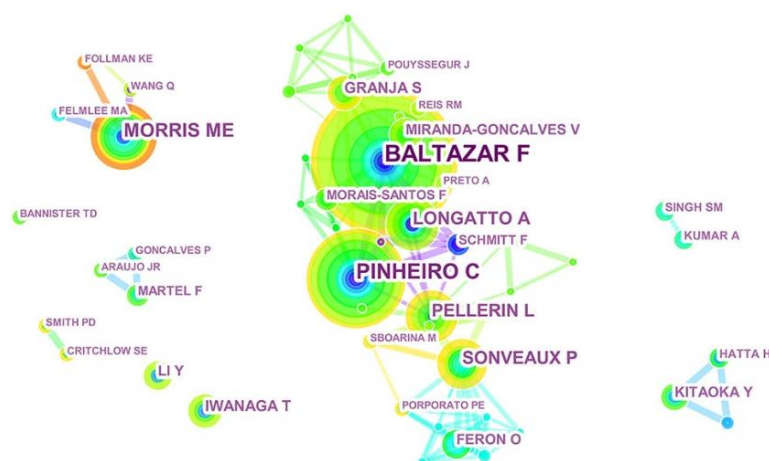 FOLLMAN KE
POUYSSEGUR J
WANG Q
GRANJA S
FELMLEE MA
REIS RM
MORRIS ME
MIRANDA-GONCALVES V
BALTAZAR F
PRETO A
MORAIS-SANTOS F
BANNISTER TD
LONGATTO A
SINGH SM
KUMAR A
SCHMITT F
GONCALVES P
ARAUJO JR
PINHEIRO C
MARTEL F
PELLERIN L
SMITH PD
SBOARINA M
CRITCHLOW SE
SONVEAUX P
HATTA H
LI Y
KITAOKA Y
IWANAGA T
PORPORATO PE
FERON O